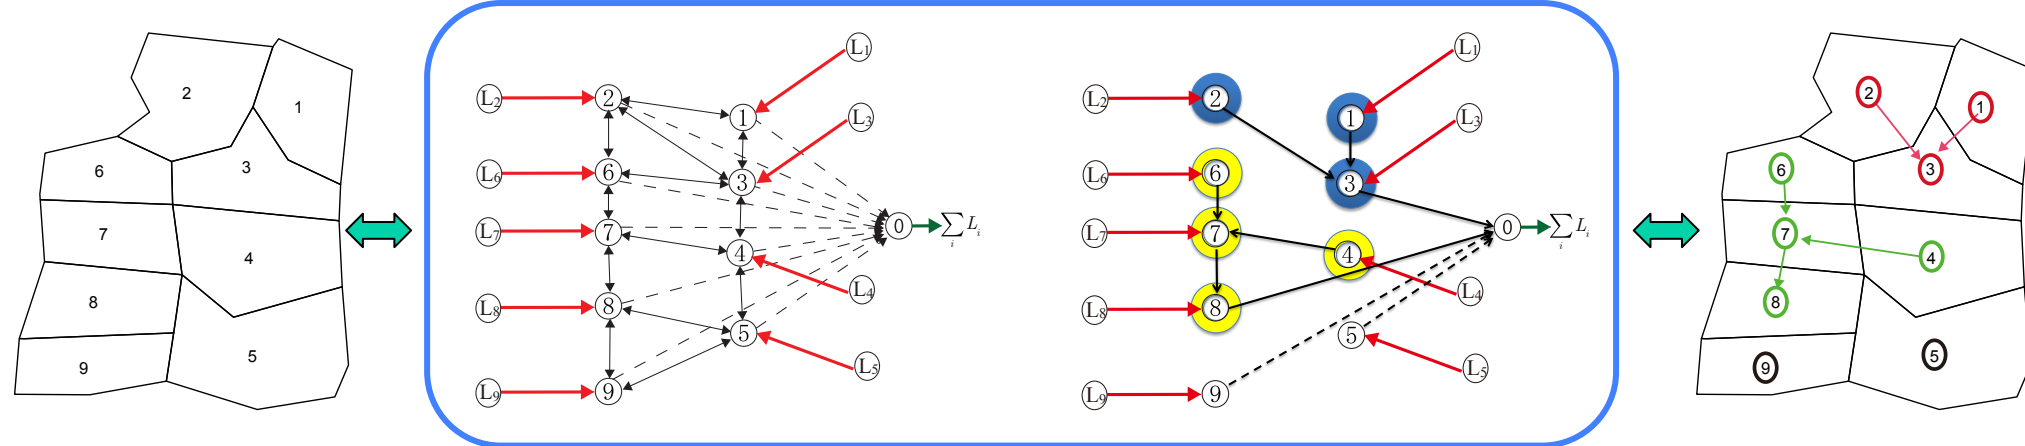 2
1
6
3
7
4
8
5
9
L₁
L₂
2
1
L₃
L₆
6
3
L₇
7
4
0
∑ᵢ Lᵢ
L₄
L₈
8
5
L₅
L₉
9
L₁
L₂
2
1
L₃
L₆
6
3
L₇
7
4
0
∑ᵢ Lᵢ
L₄
L₈
8
5
L₅
L₉
9
2
1
6
3
7
4
8
5
9